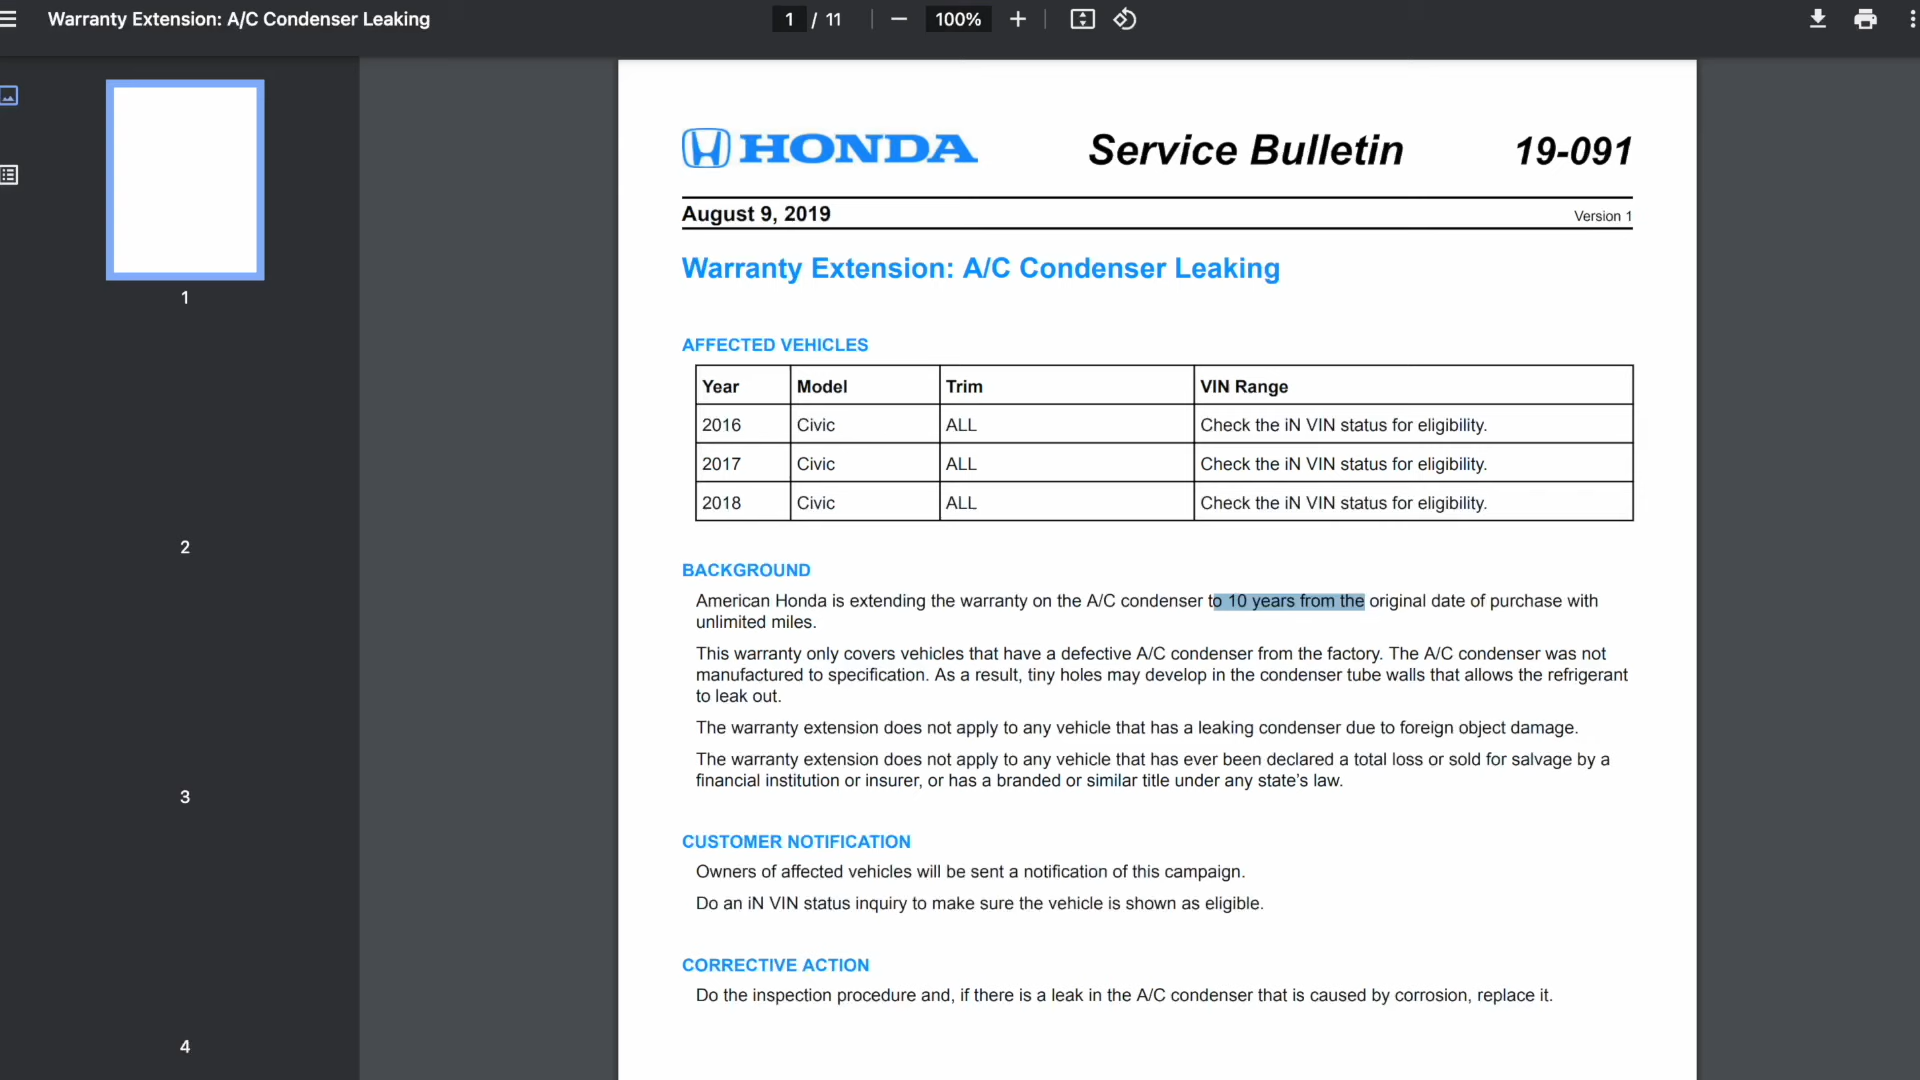 Warranty Extension: A/C Condenser Leaking
1 / 11
100%
1
2
3
4
HONDA Service Bulletin 19-091
August 9, 2019 Version 1
Warranty Extension: A/C Condenser Leaking
AFFECTED VEHICLES
Year Model Trim VIN Range
2016 Civic ALL Check the iN VIN status for eligibility.
2017 Civic ALL Check the iN VIN status for eligibility.
2018 Civic ALL Check the iN VIN status for eligibility.
BACKGROUND
American Honda is extending the warranty on the A/C condenser to 10 years from the original date of purchase with
unlimited miles.
This warranty only covers vehicles that have a defective A/C condenser from the factory. The A/C condenser was not
manufactured to specification. As a result, tiny holes may develop in the condenser tube walls that allows the refrigerant
to leak out.
The warranty extension does not apply to any vehicle that has a leaking condenser due to foreign object damage.
The warranty extension does not apply to any vehicle that has ever been declared a total loss or sold for salvage by a
financial institution or insurer, or has a branded or similar title under any state’s law.
CUSTOMER NOTIFICATION
Owners of affected vehicles will be sent a notification of this campaign.
Do an iN VIN status inquiry to make sure the vehicle is shown as eligible.
CORRECTIVE ACTION
Do the inspection procedure and, if there is a leak in the A/C condenser that is caused by corrosion, replace it.